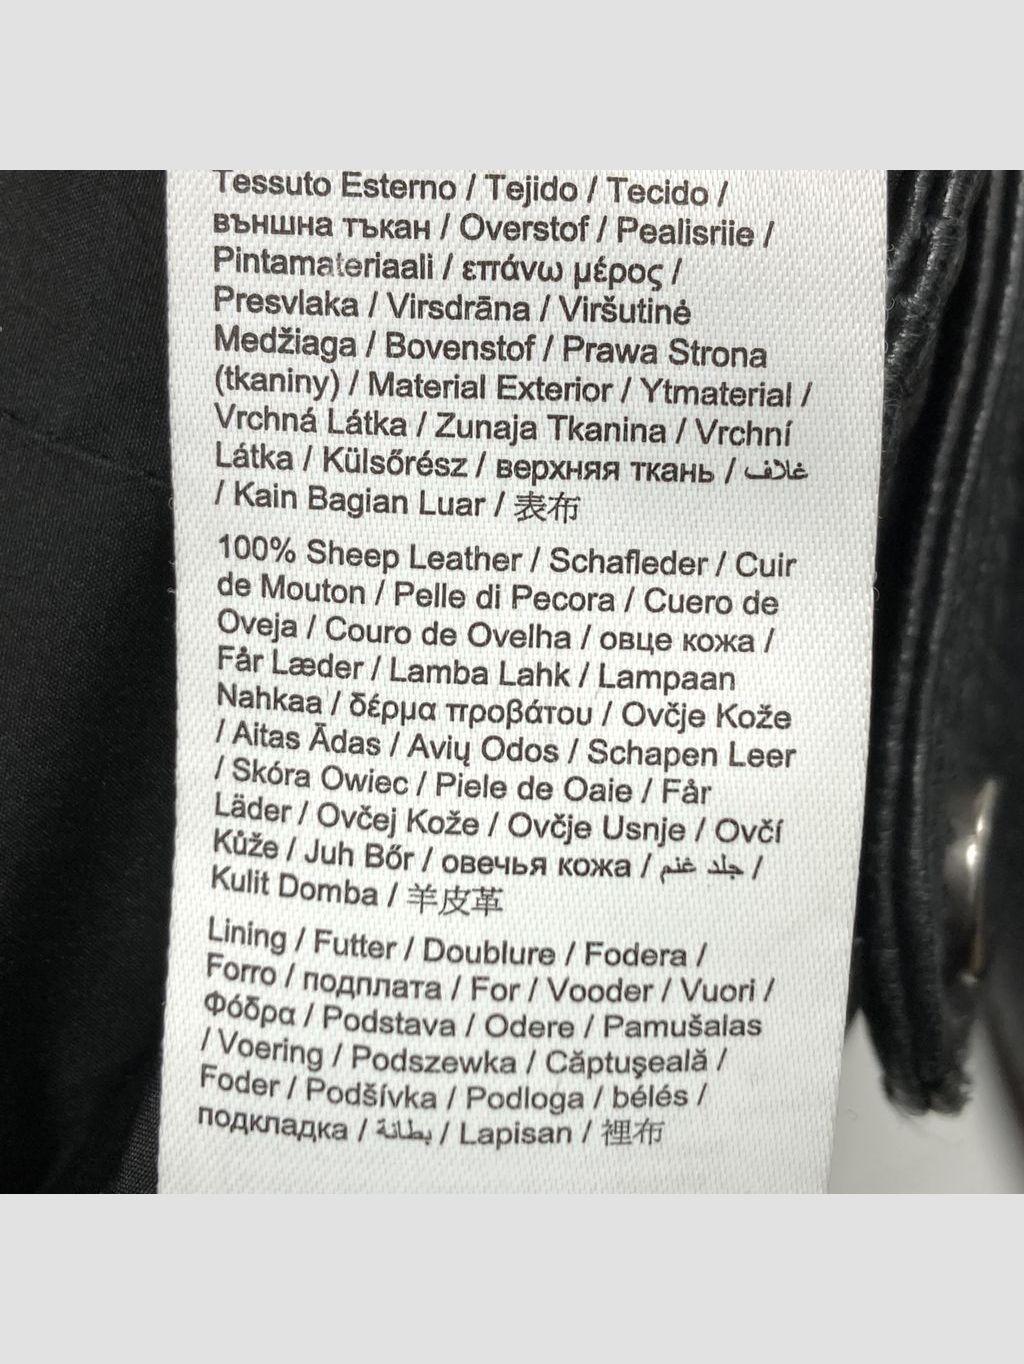 Tessuto Esterno / Tejido / Tecido /
външна тъкан / Overstof / Pealisriie /
Pintamateriaali / επάνω μέρος /
Presvlaka / Virsdrāna / Viršutinė
Medžiaga / Bovenstof / Prawa Strona
(tkaniny) / Material Exterior / Ytmaterial /
Vrchná Látka / Zunaja Tkanina / Vrchní
Látka / Külsőrész / верхняя ткань / غلاف
/ Kain Bagian Luar / 表布
100% Sheep Leather / Schafleder / Cuir
de Mouton / Pelle di Pecora / Cuero de
Oveja / Couro de Ovelha / овце кожа /
Får Læder / Lamba Lahk / Lampaan
Nahkaa / δέρμα προβάτου / Ovčje Kože
/ Aitas Ādas / Avių Odos / Schapen Leer
/ Skóra Owiec / Piele de Oaie / Får
Läder / Ovčej Kože / Ovčje Usnje / Ovčí
Kůže / Juh Bőr / овечья кожа / جلد غنم /
Kulit Domba / 羊皮革
Lining / Futter / Doublure / Fodera /
Forro / подплата / For / Vooder / Vuori /
Φόδρα / Podstava / Odere / Pamušalas
/ Voering / Podszewka / Căptuşeală /
Foder / Podšívka / Podloga / bélés /
подкладка / بطانة / Lapisan / 裡布